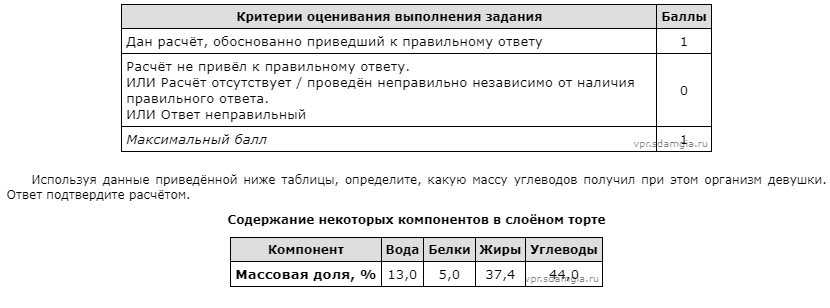 Критерии оценивания выполнения задания Баллы
Дан расчёт, обоснованно приведший к правильному ответу 1
Расчёт не привёл к правильному ответу.
ИЛИ Расчёт отсутствует / проведён неправильно независимо от наличия
правильного ответа. 0
ИЛИ Ответ неправильный
Максимальный балл 1
vpr.sdamgia.ru
Используя данные приведённой ниже таблицы, определите, какую массу углеводов получил при этом организм девушки.
Ответ подтвердите расчётом.
Содержание некоторых компонентов в слоёном торте
Компонент Вода Белки Жиры Углеводы
Массовая доля, % 13,0 5,0 37,4 44,0
vpr.sdamgia.ru